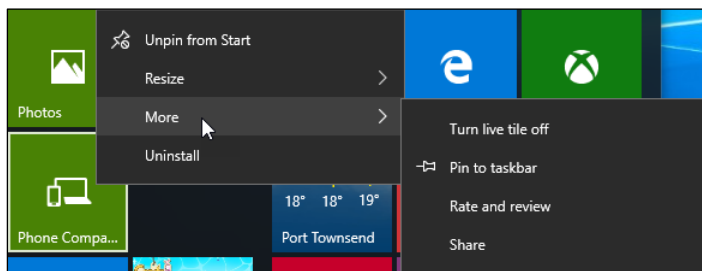 Unpin from Start
Resize
Photos
More
Turn live tile off
Uninstall
Pin to taskbar
18° 18° 19°
Rate and review
Phone Compa...
Port Townsend
Share